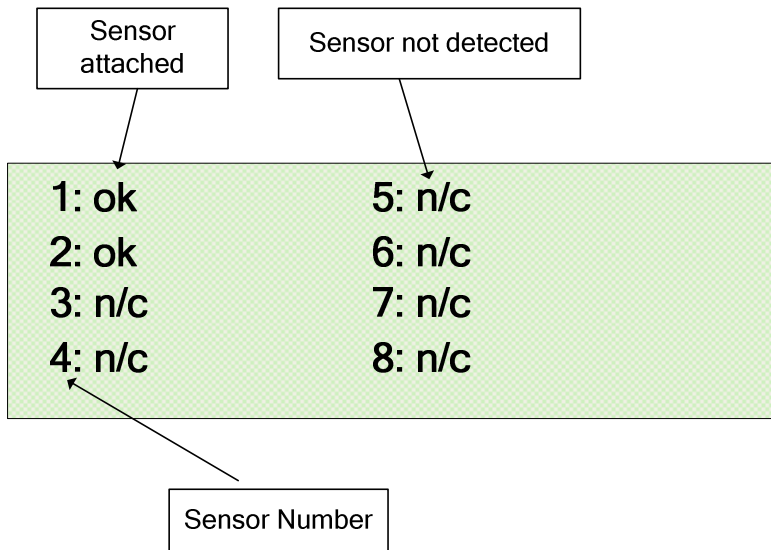 Sensor
attached
Sensor not detected
1: ok
2: ok
3: n/c
4: n/c
5: n/c
6: n/c
7: n/c
8: n/c
Sensor Number